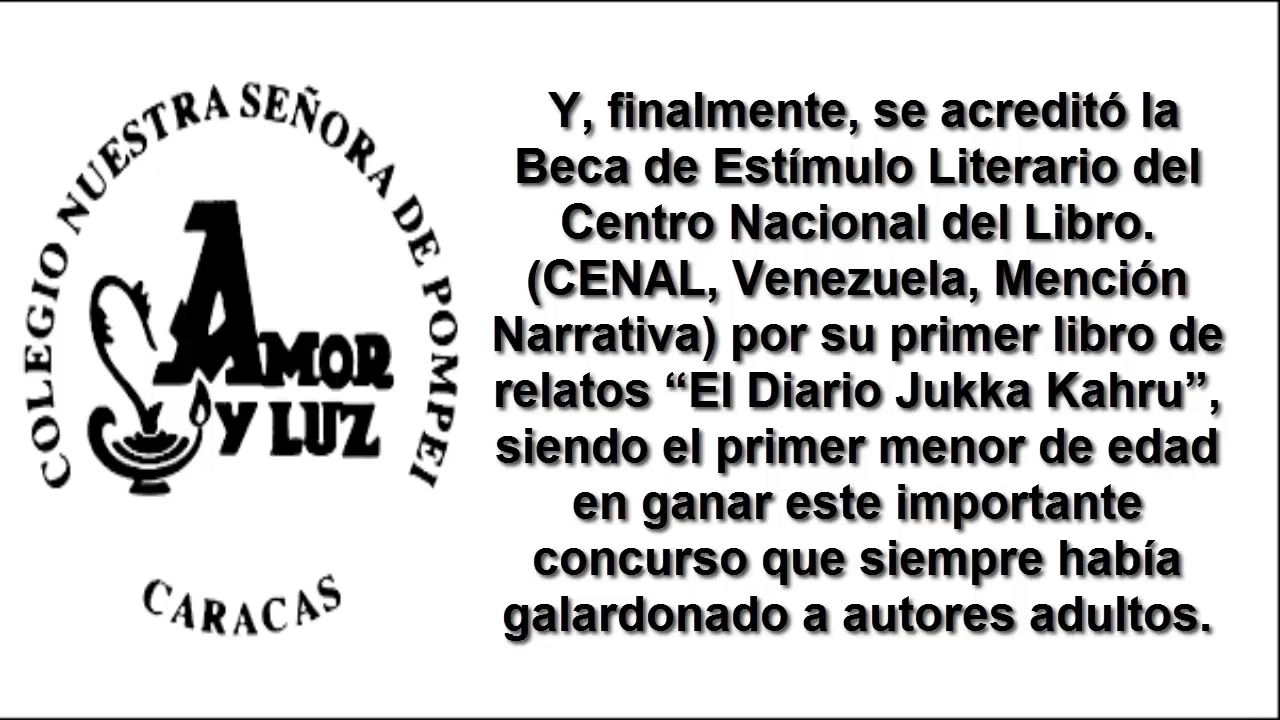 COLEGIO NUESTRA SEÑORA DE POMPEI
AMOR
Y LUZ
CARACAS
Y, finalmente, se acreditó la
Beca de Estímulo Literario del
Centro Nacional del Libro.
(CENAL, Venezuela, Mención
Narrativa) por su primer libro de
relatos “El Diario Jukka Kahru”,
siendo el primer menor de edad
en ganar este importante
concurso que siempre había
galardonado a autores adultos.